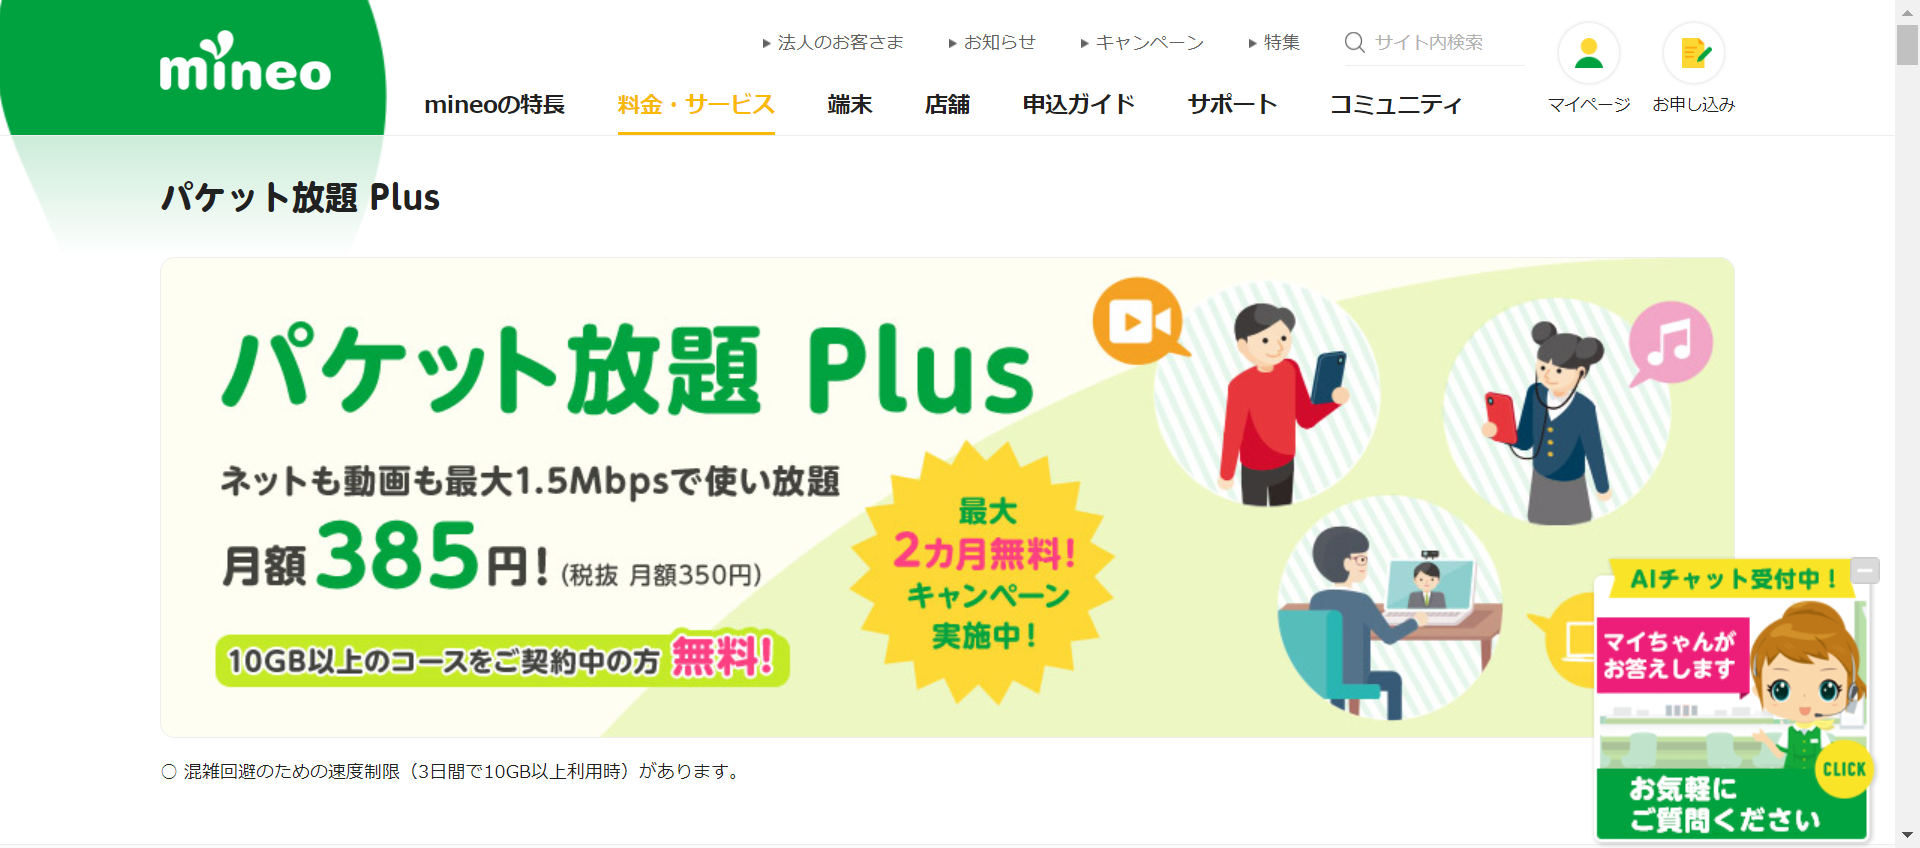 mineo
法人のお客さま
お知らせ
キャンペーン
特集
サイト内検索
マイページ
お申し込み
mineoの特長
料金・サービス
端末
店舗
申込ガイド
サポート
コミュニティ
パケット放題 Plus
パケット放題 Plus
ネットも動画も最大1.5Mbpsで使い放題
月額385円!(税抜 月額350円)
10GB以上のコースをご契約中の方 無料!
最大
2カ月無料!
キャンペーン
実施中!
○ 混雑回避のための速度制限（3日間で10GB以上利用時）があります。
AIチャット受付中！
マイちゃんが
お答えします
CLICK
お気軽に
ご質問ください